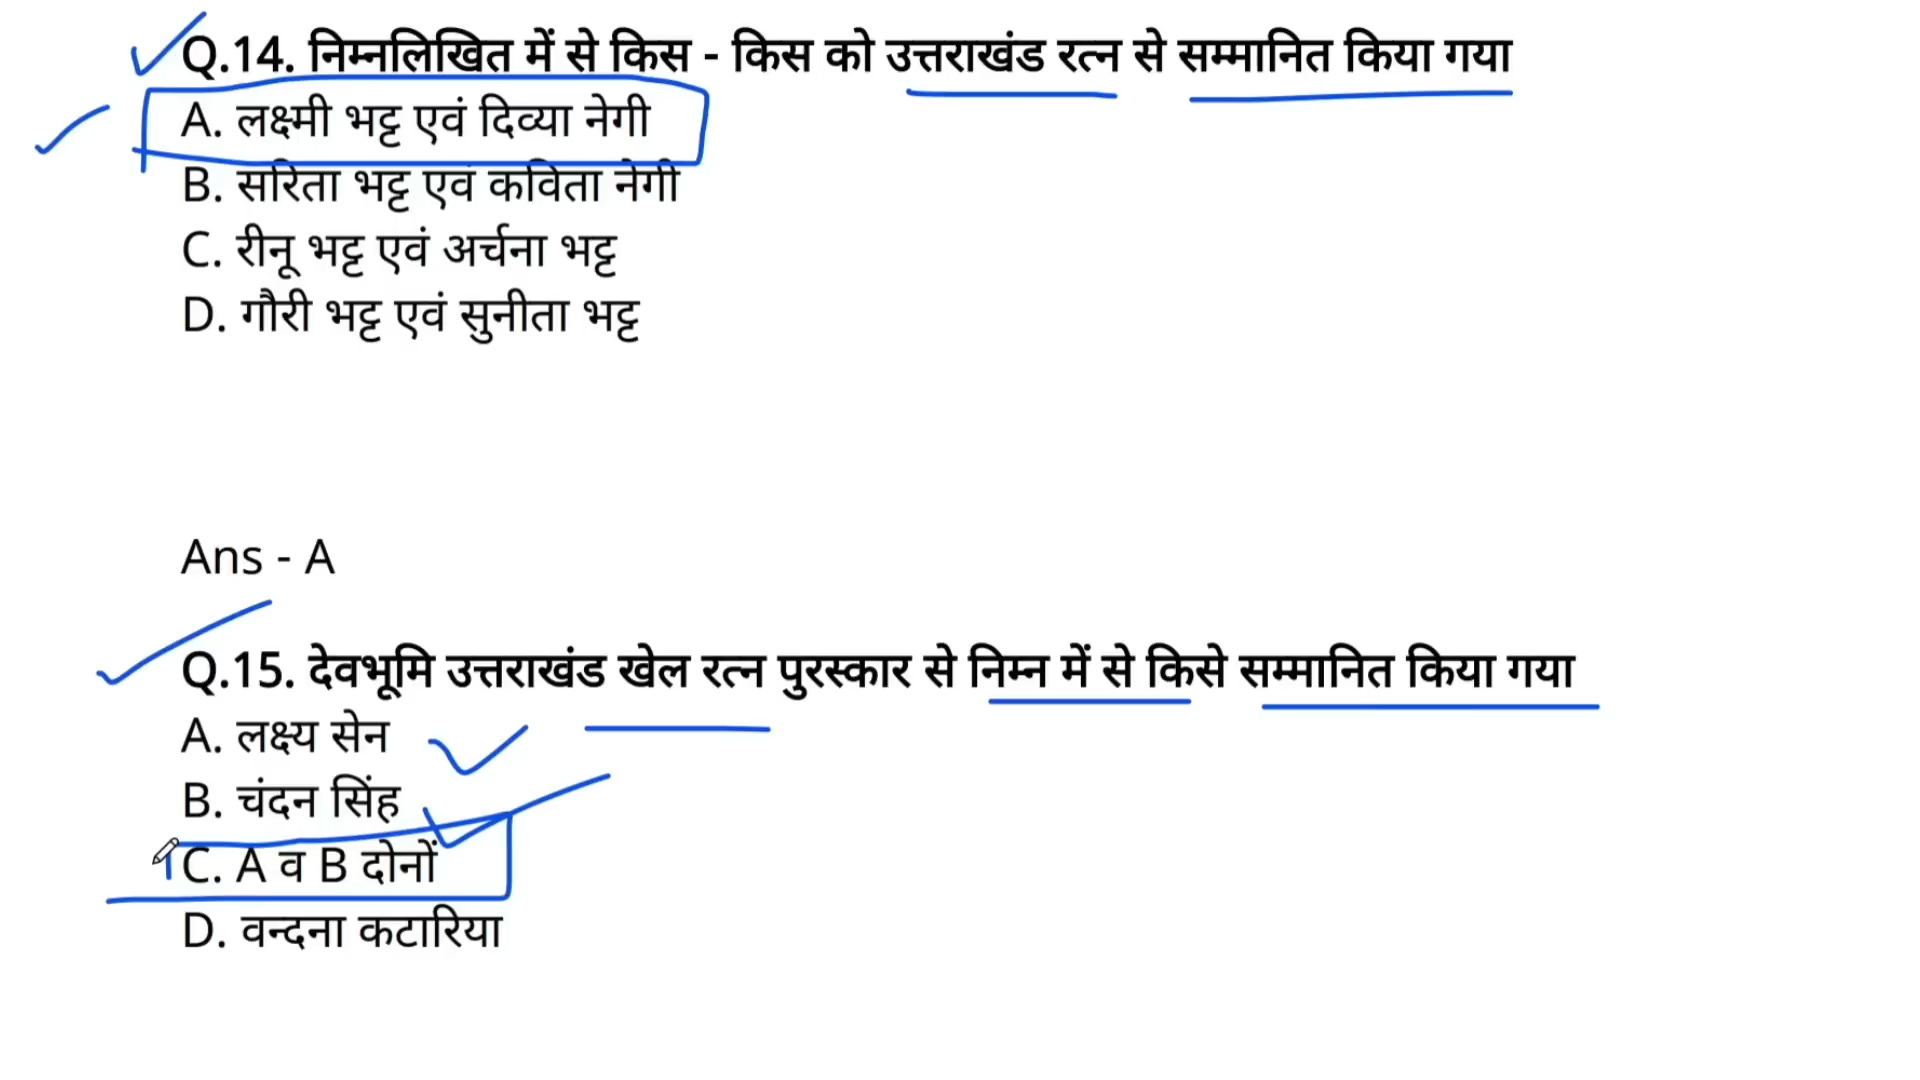 Q.14. निम्नलिखित में से किस - किस को उत्तराखंड रत्न से सम्मानित किया गया
A. लक्ष्मी भट्ट एवं दिव्या नेगी
B. सरिता भट्ट एवं कविता नेगी
C. रीनू भट्ट एवं अर्चना भट्ट
D. गौरी भट्ट एवं सुनीता भट्ट
Ans - A
Q.15. देवभूमि उत्तराखंड खेल रत्न पुरस्कार से निम्न में से किसे सम्मानित किया गया
A. लक्ष्य सेन
B. चंदन सिंह
C. A व B दोनों
D. वन्दना कटारिया